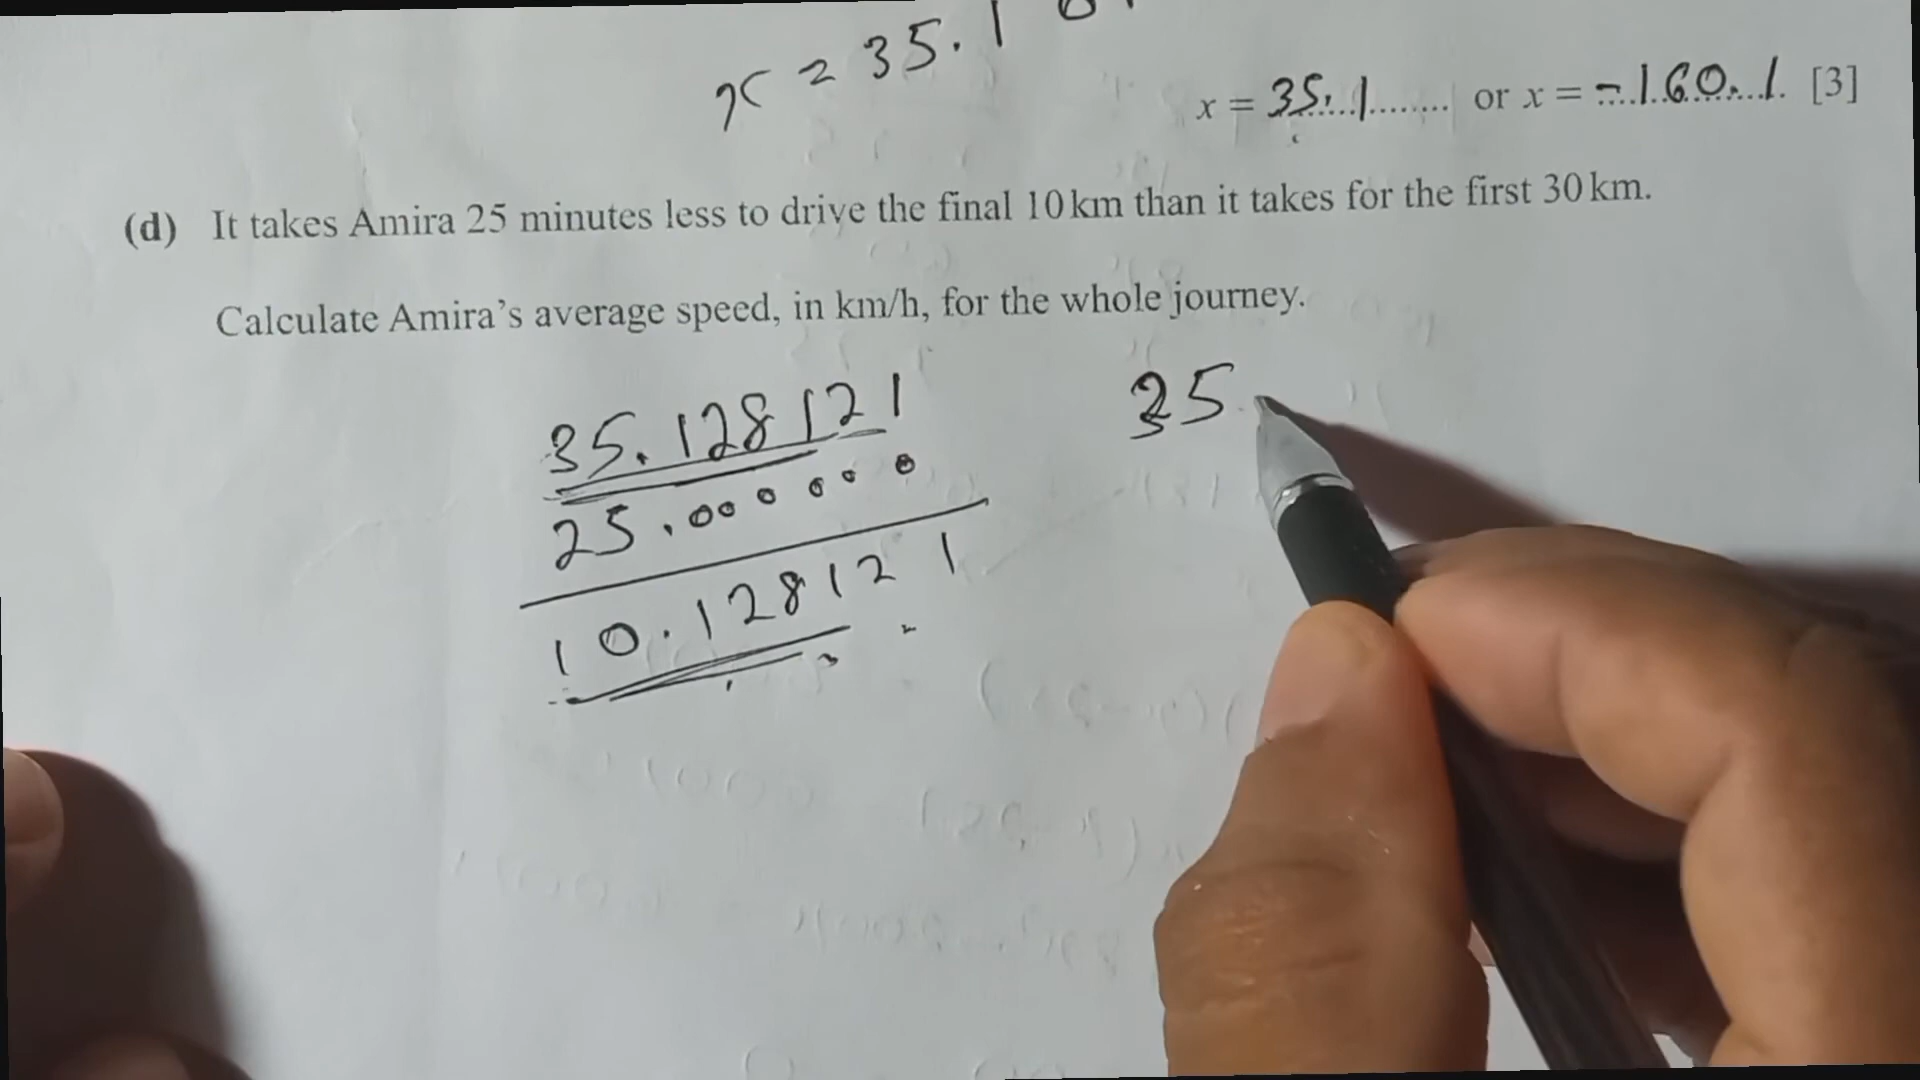 x = 35.1
x = 35.1 or x = -160.1 [3]
(d) It takes Amira 25 minutes less to drive the final 10 km than it takes for the first 30 km.
Calculate Amira's average speed, in km/h, for the whole journey.
35.128121
35
25.000000
10.128121